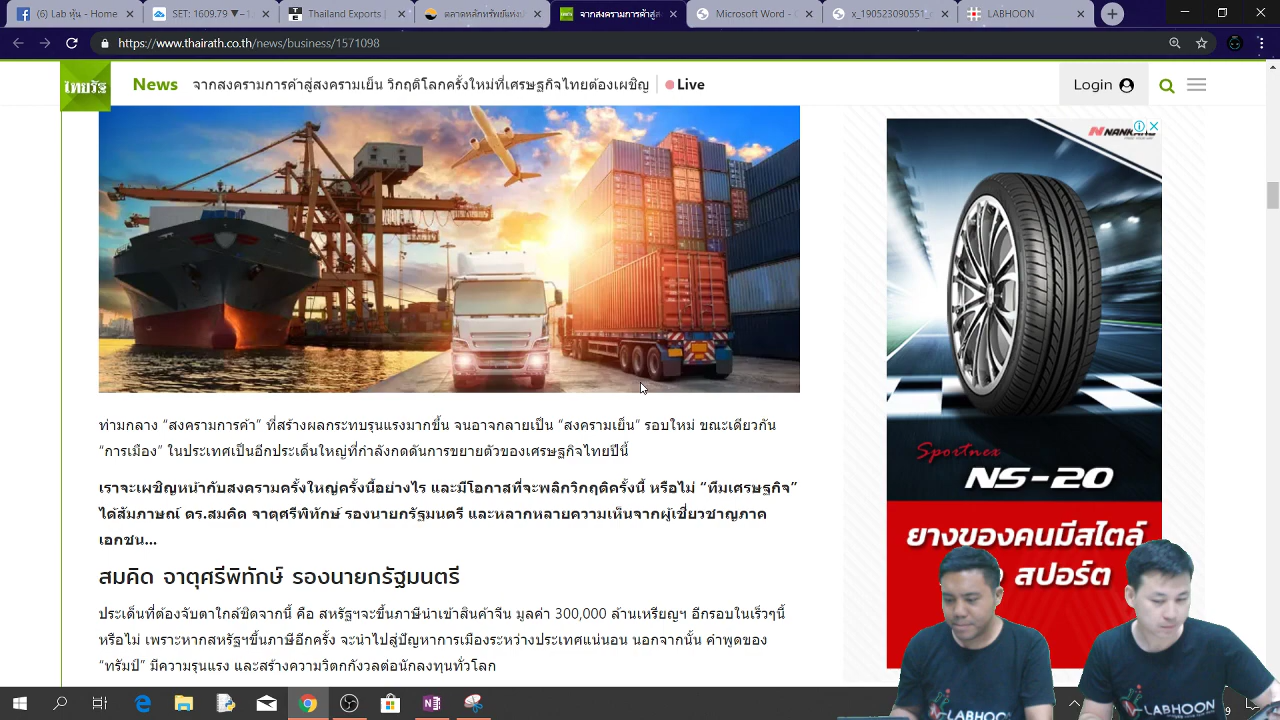 SET: 1609.79
Thailand Exports
Microsoft Word -
190523090551
LABHOON
https://www.thairath.co.th/news/business/1571098
ไทยรัฐ
News
จากสงครามการค้าสู่สงครามเย็น วิกฤติโลกครั้งใหม่ที่เศรษฐกิจไทยต้องเผชิญ
Live
Login
NANKANG
ท่ามกลาง “สงครามการค้า” ที่สร้างผลกระทบรุนแรงมากขึ้น จนอาจกลายเป็น “สงครามเย็น” รอบใหม่ ขณะเดียวกัน
“การเมือง” ในประเทศเป็นอีกประเด็นใหญ่ที่กำลังกดดันการขยายตัวของเศรษฐกิจไทยปีนี้
เราจะเผชิญหน้ากับสงครามครั้งสำคัญครั้งนี้อย่างไร และมีโอกาสที่จะพลิกวิกฤติครั้งนี้ หรือไม่ “ทีมเศรษฐกิจ”
ได้สัมภาษณ์ ดร.สมคิด จาตุศรีพิทักษ์ รองนายกรัฐมนตรี และหลากหลายความเห็นจากผู้เชี่ยวชาญภาค
เอกชน...
สมคิด จาตุศรีพิทักษ์ รองนายกรัฐมนตรี
ประเด็นที่ต้องจับตาใกล้ชิดจากนี้ คือ สหรัฐฯจะขึ้นภาษีนำเข้าสินค้าจีน มูลค่า 300,000 ล้านเหรียญฯ อีกรอบในเร็วๆนี้
หรือไม่ เพราะหากสหรัฐฯขึ้นภาษีอีกครั้ง จะนำไปสู่ปัญหาการเมืองระหว่างประเทศแน่นอน นอกจากนั้น คำพูดของ
“ทรัมป์” มีความรุนแรง และสร้างความวิตกกังวลต่อนักลงทุนทั่วโลก
Sportnex
NS-20
ยางของคนมีสไตล์
สปอร์ต
LABHOON
LABHOON